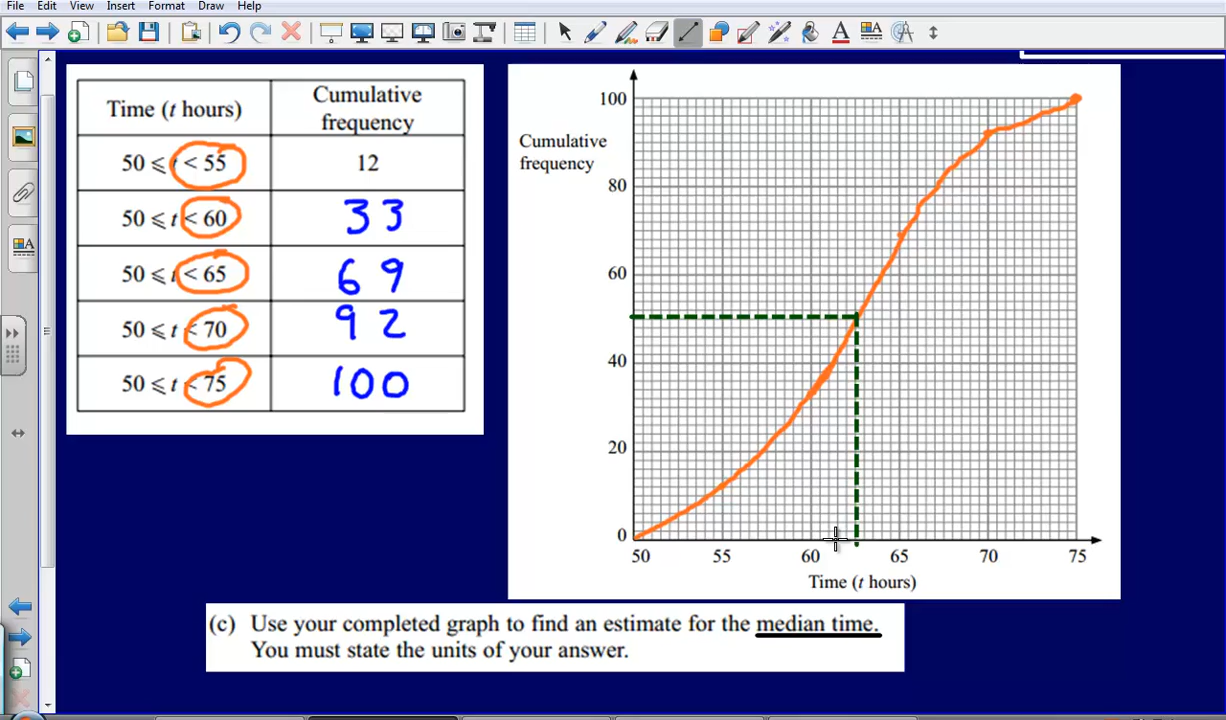 File Edit View Insert Format Draw Help
Time (t hours)
Cumulative
frequency
50 ⩽ t < 55
12
50 ⩽ t < 60
33
50 ⩽ t < 65
69
50 ⩽ t < 70
92
50 ⩽ t < 75
100
Cumulative
frequency
100
80
60
40
20
0
50 55 60 65 70 75
Time (t hours)
(c) Use your completed graph to find an estimate for the median time.
You must state the units of your answer.